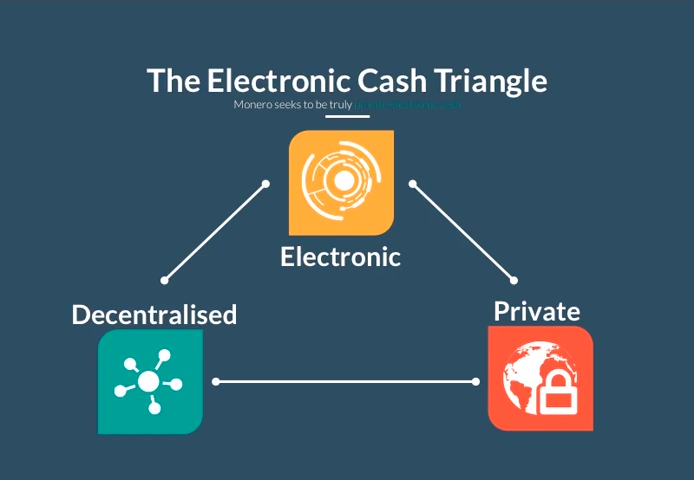 The Electronic Cash Triangle
Monero seeks to be truly
Electronic
Decentralised
Private